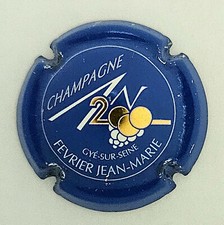 CHAMPAGNE
2
GYÉ-SUR-SEINE
FEVRIER JEAN-MARIE